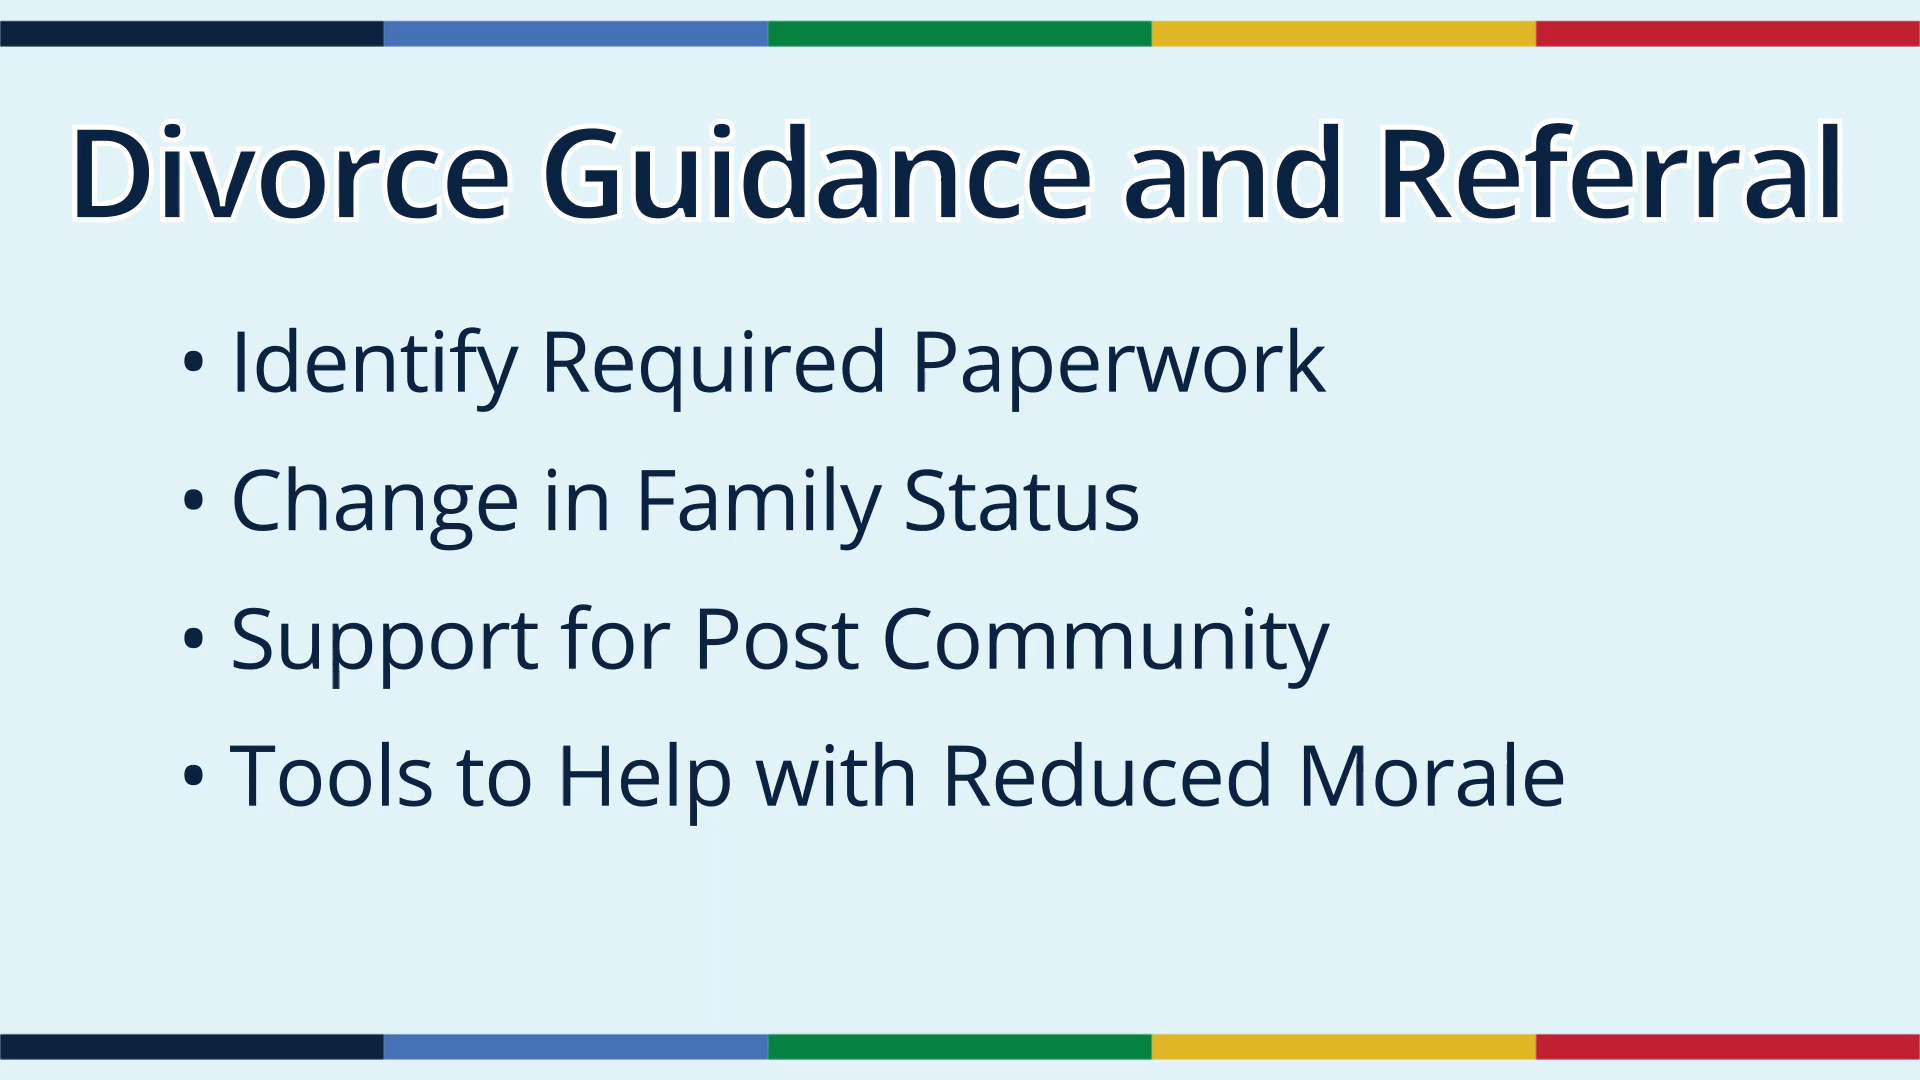 Divorce Guidance and Referral
• Identify Required Paperwork
• Change in Family Status
• Support for Post Community
• Tools to Help with Reduced Morale